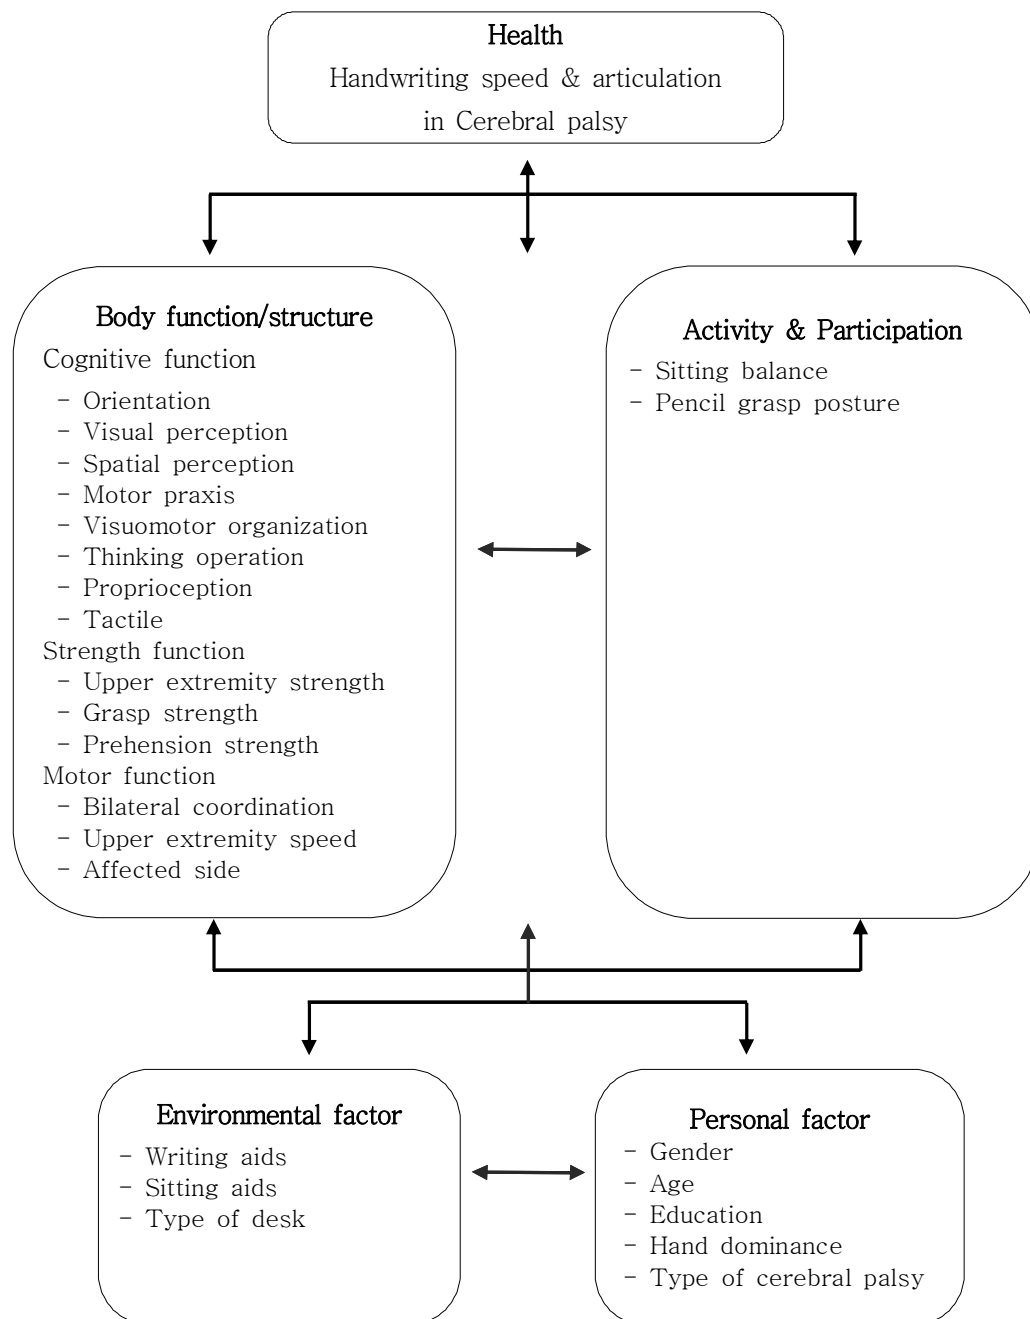 Health
Handwriting speed & articulation
in Cerebral palsy
Body function/structure
Cognitive function
- Orientation
- Visual perception
- Spatial perception
- Motor praxis
- Visuomotor organization
- Thinking operation
- Proprioception
- Tactile
Strength function
- Upper extremity strength
- Grasp strength
- Prehension strength
Motor function
- Bilateral coordination
- Upper extremity speed
- Affected side
Activity & Participation
- Sitting balance
- Pencil grasp posture
Environmental factor
- Writing aids
- Sitting aids
- Type of desk
Personal factor
- Gender
- Age
- Education
- Hand dominance
- Type of cerebral palsy